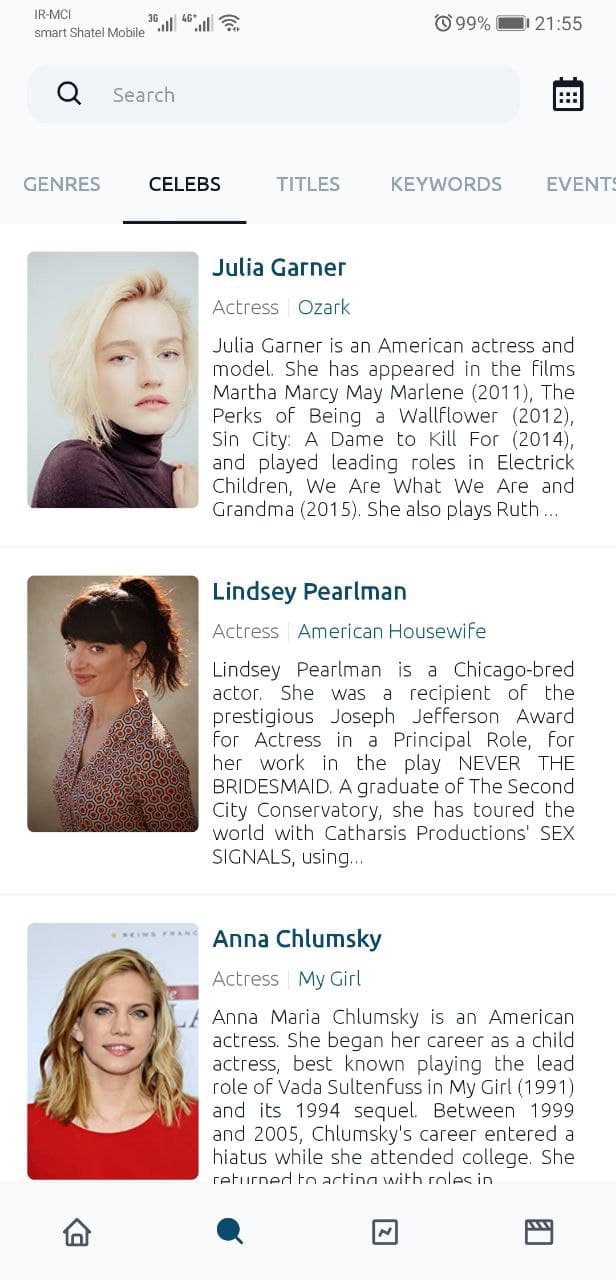 IR-MCI
smart Shatel Mobile
3G
4G+
99%
21:55
Search
GENRES CELEBS TITLES KEYWORDS EVENTS
Julia Garner
Actress | Ozark
Julia Garner is an American actress and
model. She has appeared in the films
Martha Marcy May Marlene (2011), The
Perks of Being a Wallflower (2012),
Sin City: A Dame to Kill For (2014),
and played leading roles in Electrick
Children, We Are What We Are and
Grandma (2015). She also plays Ruth ...
Lindsey Pearlman
Actress | American Housewife
Lindsey Pearlman is a Chicago-bred
actor. She was a recipient of the
prestigious Joseph Jefferson Award
for Actress in a Principal Role, for
her work in the play NEVER THE
BRIDESMAID. A graduate of The Second
City Conservatory, she has toured the
world with Catharsis Productions' SEX
SIGNALS, using...
REIMS FRANC
Anna Chlumsky
Actress | My Girl
Anna Maria Chlumsky is an American
actress. She began her career as a child
actress, best known playing the lead
role of Vada Sultenfuss in My Girl (1991)
and its 1994 sequel. Between 1999
and 2005, Chlumsky's career entered a
hiatus while she attended college. She
returned to acting with roles in